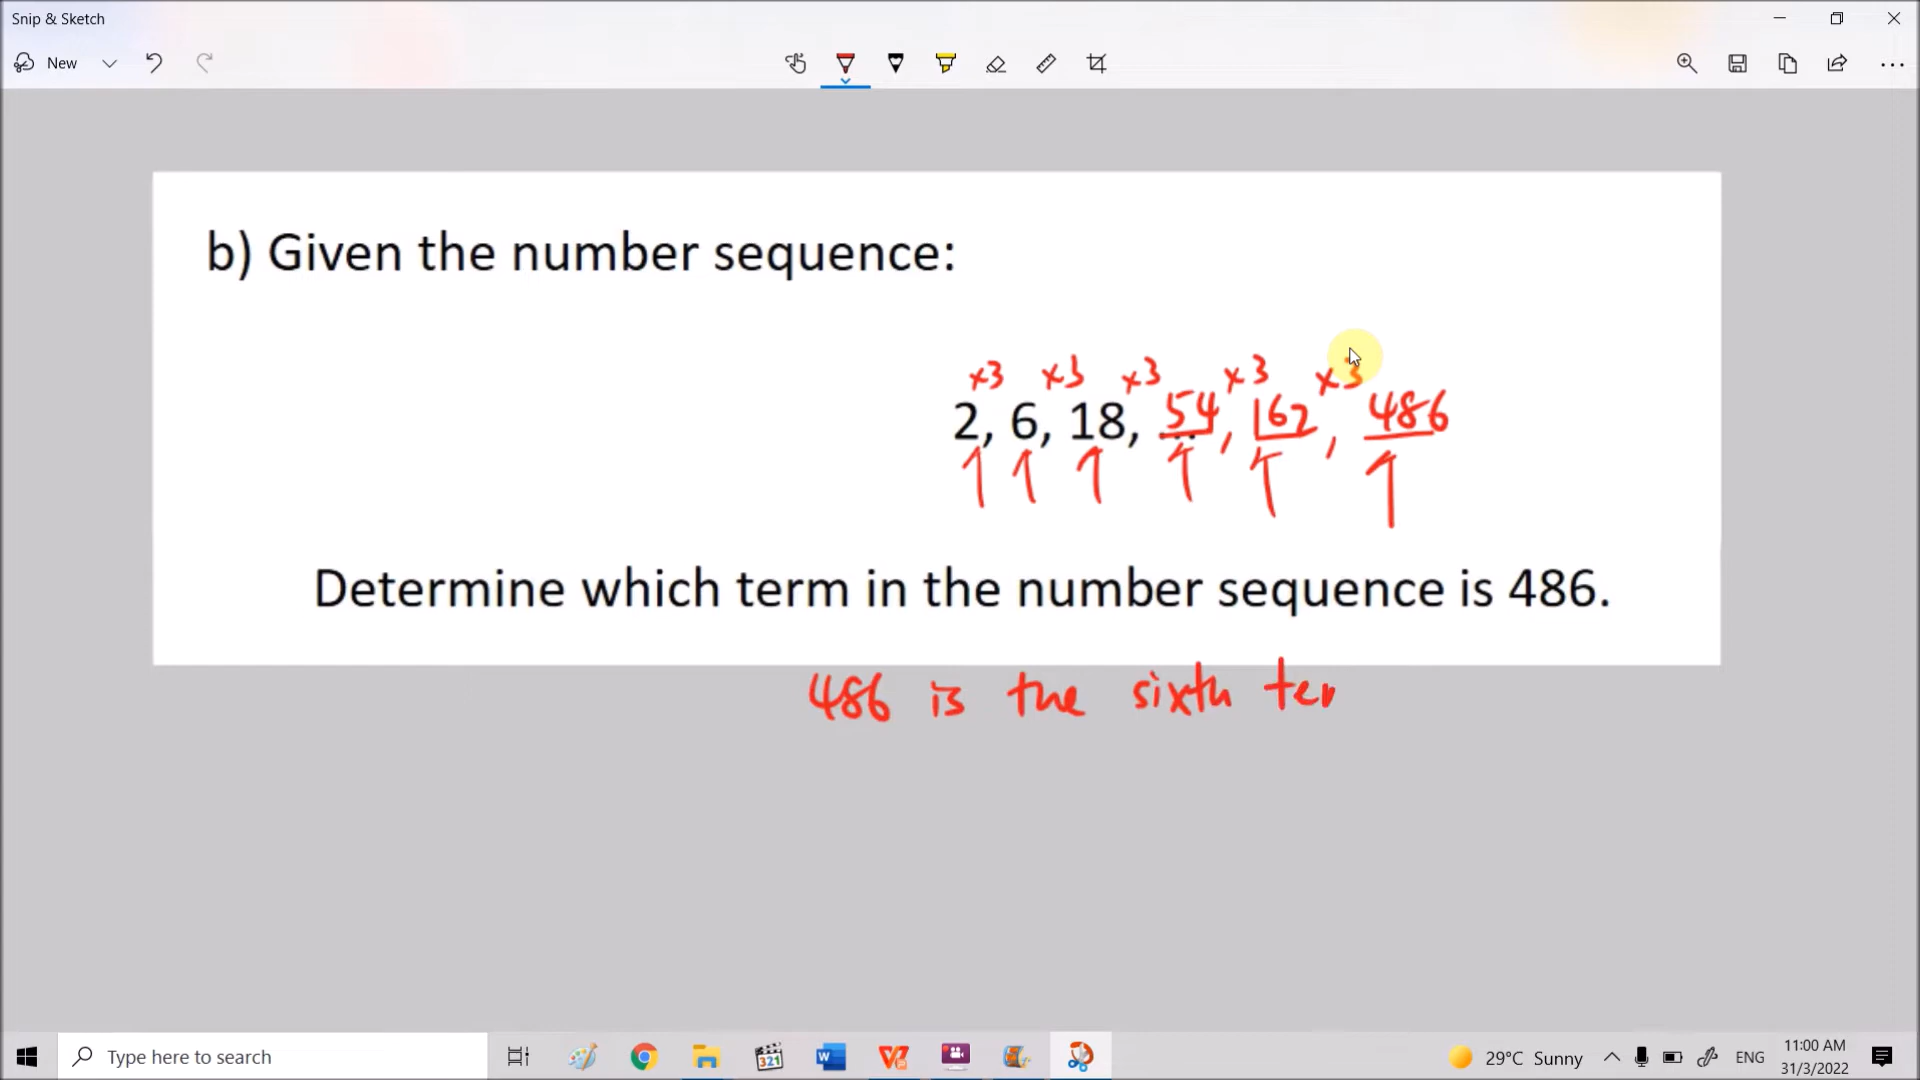 Snip & Sketch
New
b) Given the number sequence:
×3 ×3 ×3 ×3 ×3
2, 6, 18, 54, 162, 486
Determine which term in the number sequence is 486.
486 is the sixth ter
Type here to search
321
W
29°C Sunny
ENG
11:00 AM
31/3/2022